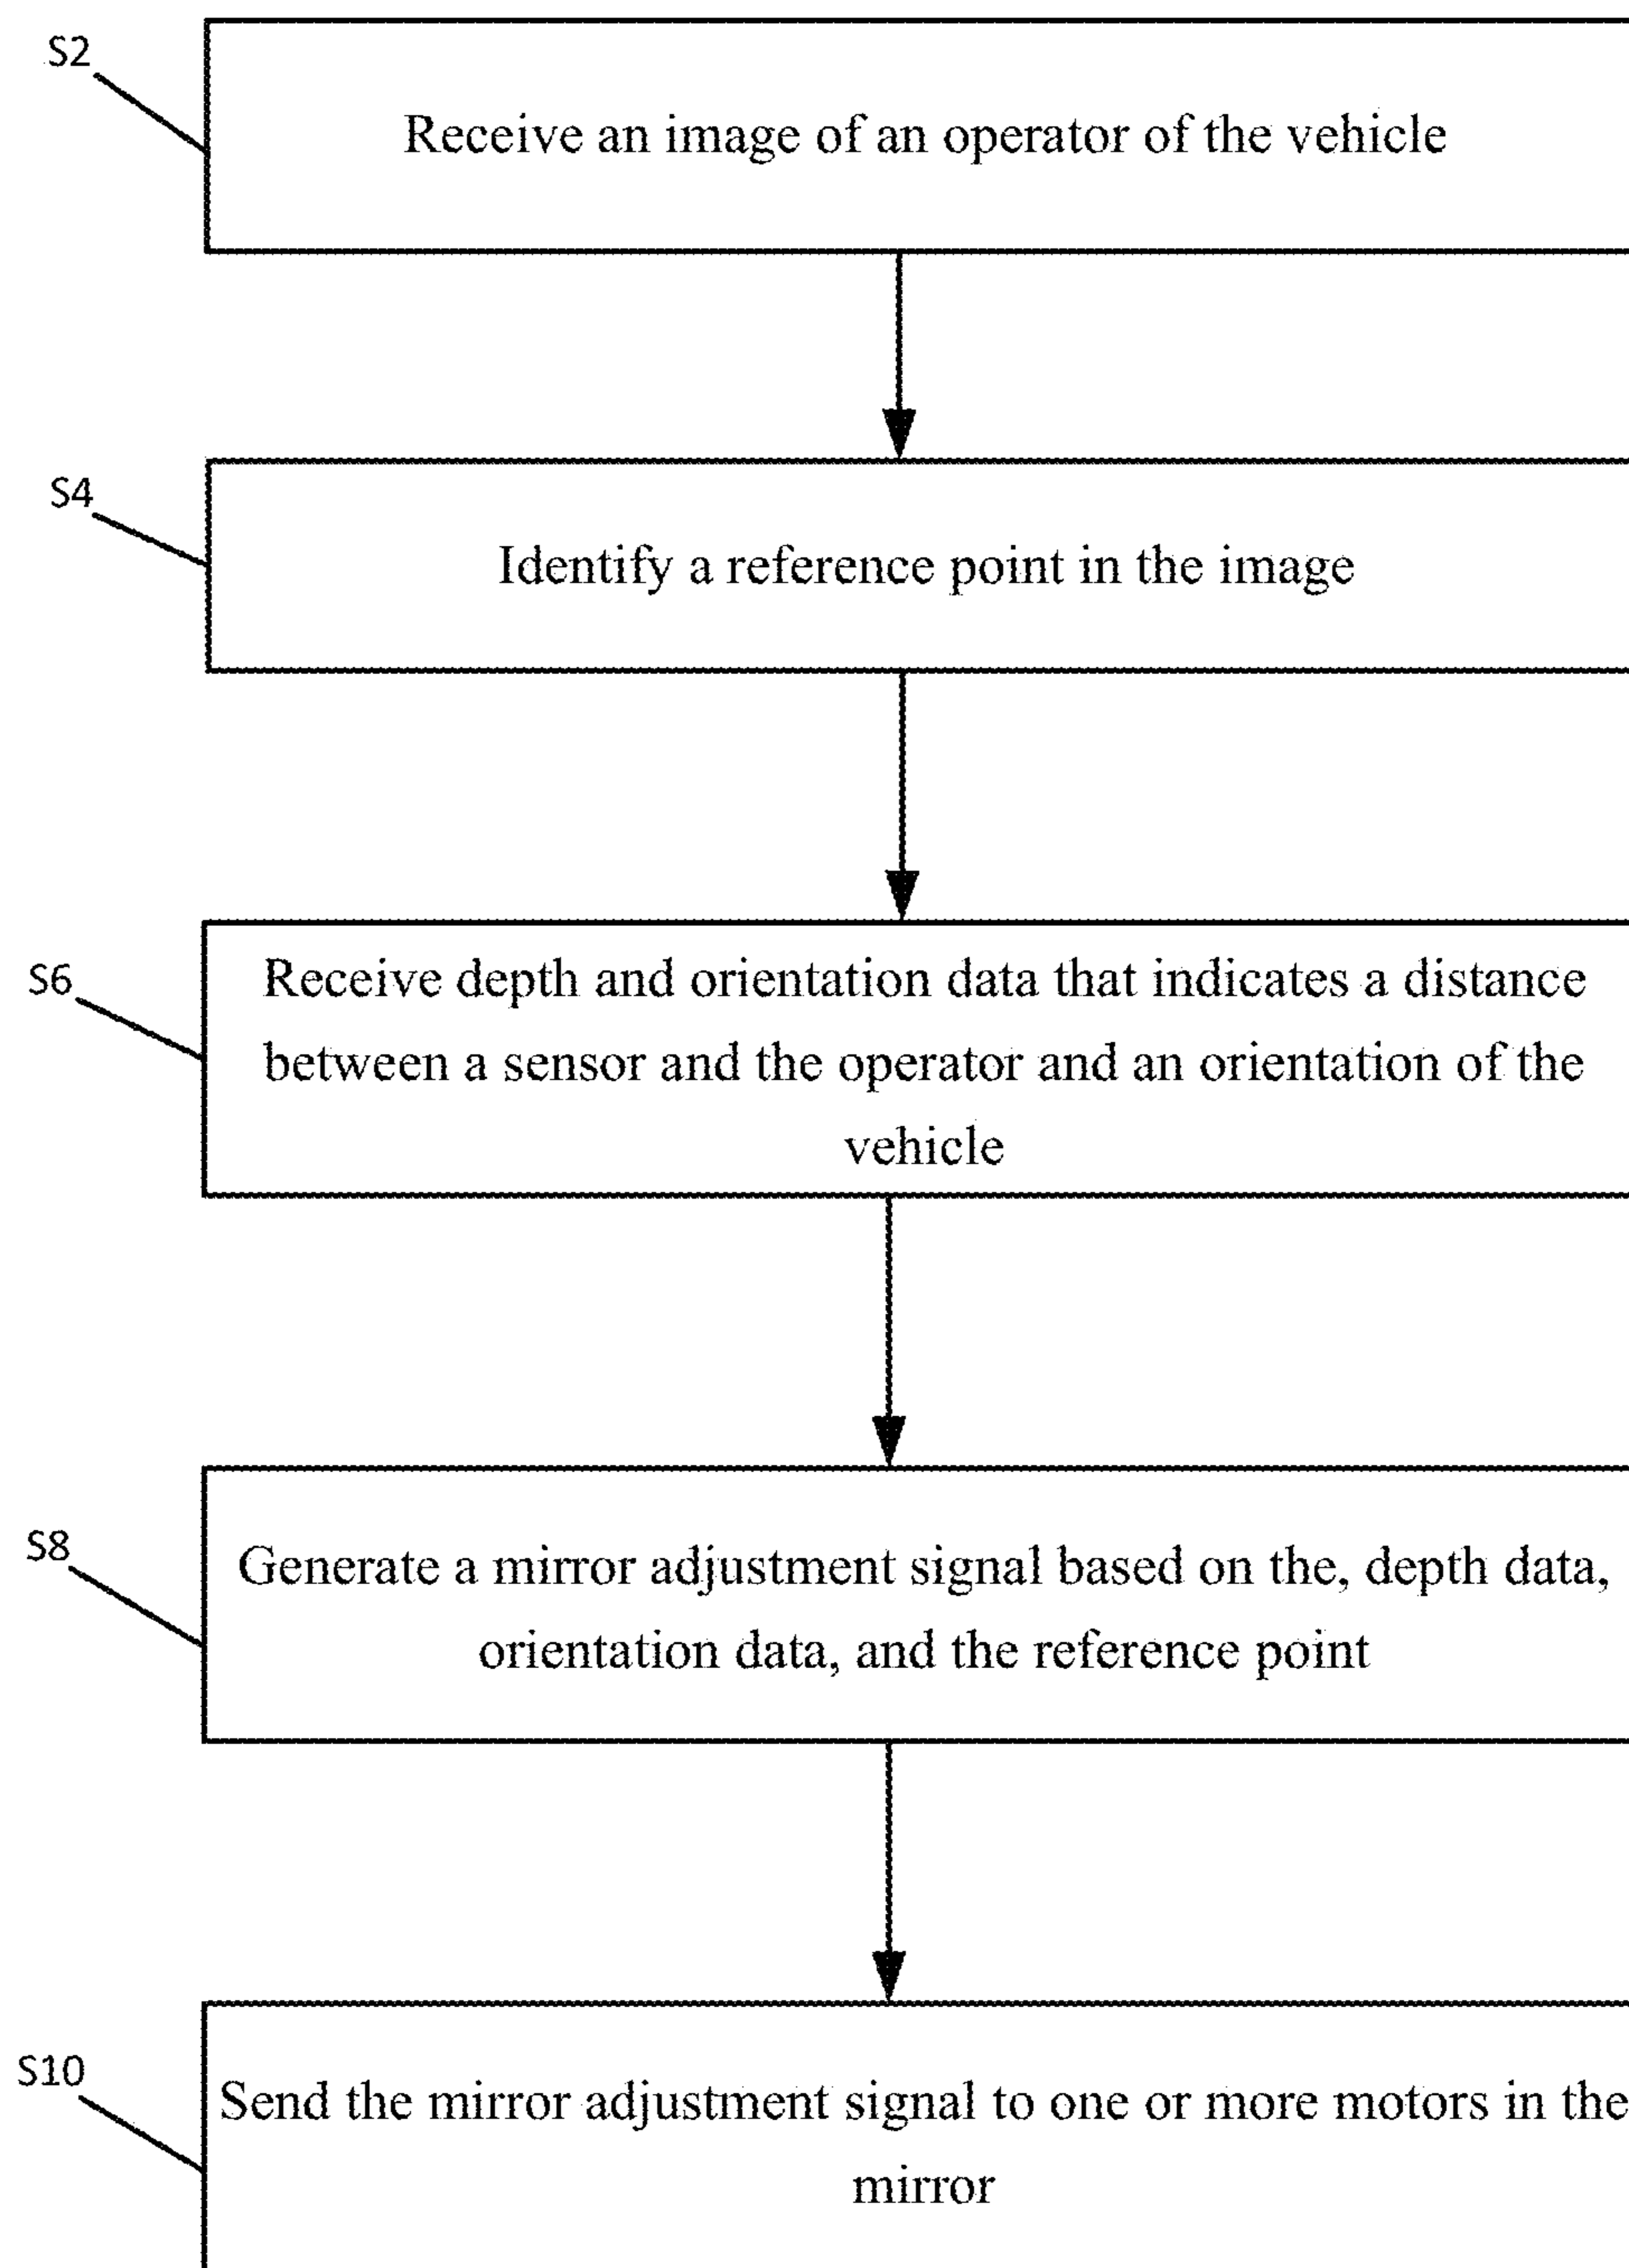 S2
Receive an image of an operator of the vehicle
S4
Identify a reference point in the image
S6
Receive depth and orientation data that indicates a distance
between a sensor and the operator and an orientation of the
vehicle
S8
Generate a mirror adjustment signal based on the, depth data,
orientation data, and the reference point
S10
Send the mirror adjustment signal to one or more motors in the
mirror